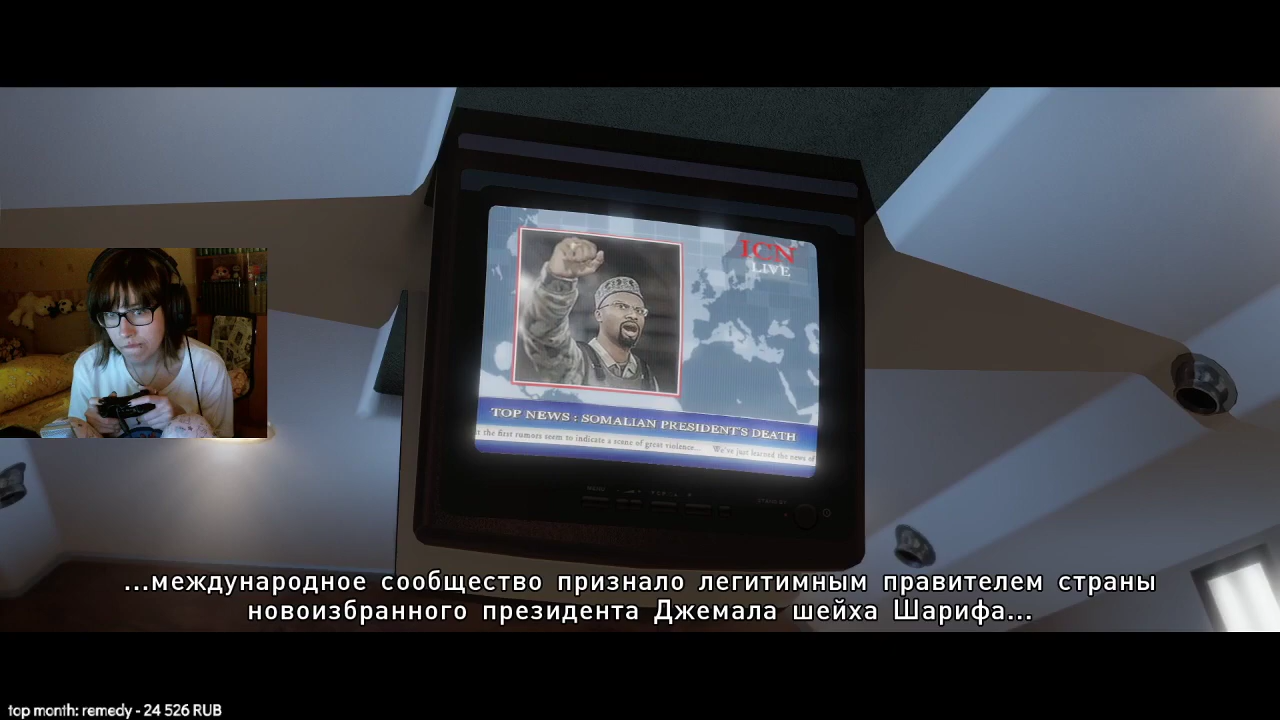 ICN
LIVE
TOP NEWS : SOMALIAN PRESIDENT'S DEATH
the first rumors seem to indicate a scene of great violence... We've just learned the news of
MENU
...международное сообщество признало легитимным правителем страны
новоизбранного президента Джемала шейха Шарифа...
top month: remedy - 24 526 RUB